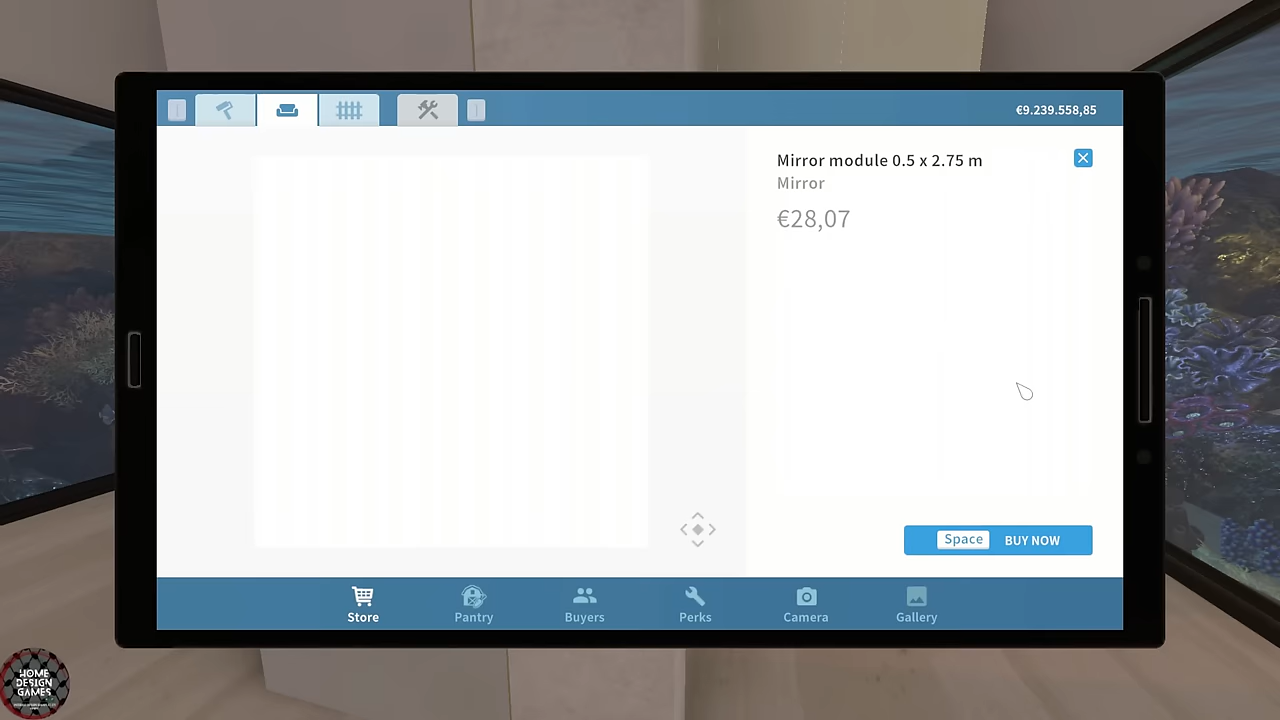 €9.239.558,85
Mirror module 0.5 x 2.75 m
Mirror
€28,07
Space BUY NOW
Store Pantry Buyers Perks Camera Gallery
HOME
DESIGN
GAMES